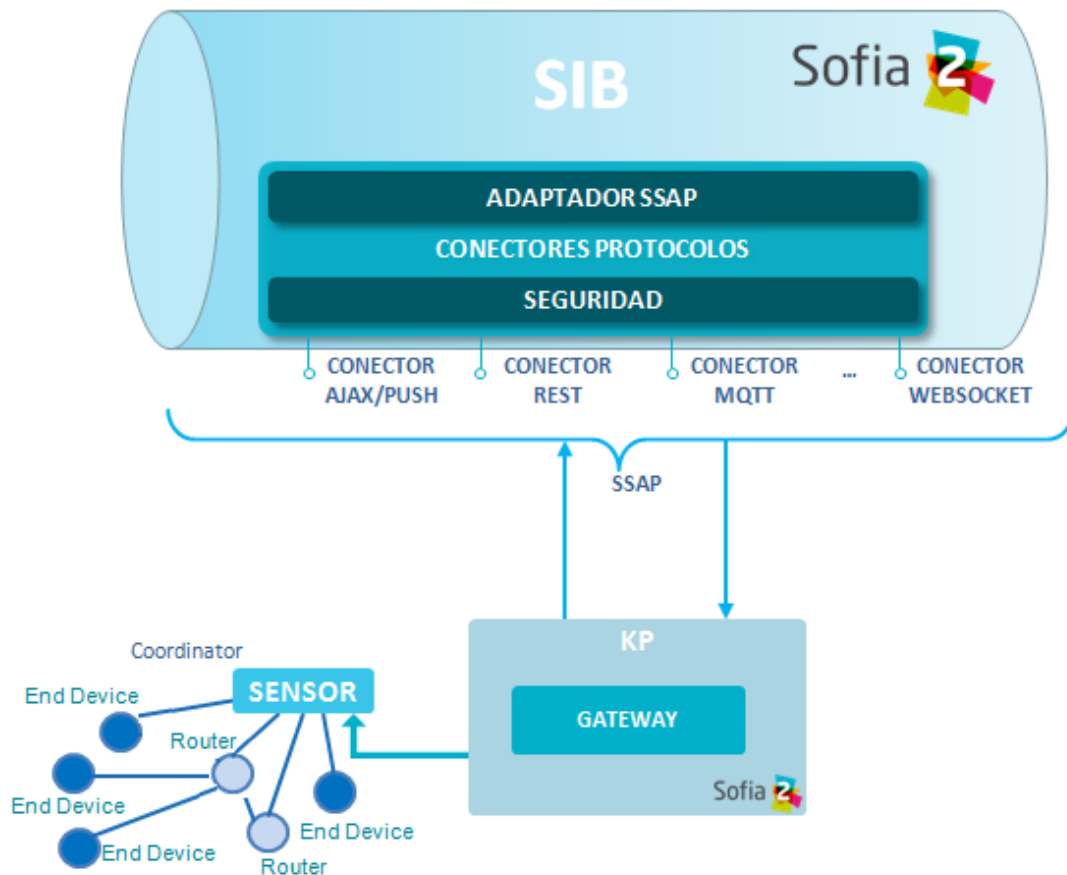 SIB
Sofia 2
ADAPTADOR SSAP
CONECTORES PROTOCOLOS
SEGURIDAD
CONECTOR
AJAX/PUSH
CONECTOR
REST
CONECTOR
MQTT
...
CONECTOR
WEBSOCKET
SSAP
KP
GATEWAY
Sofia 2
Coordinator
SENSOR
End Device
Router
End Device
End Device
End Device
Router